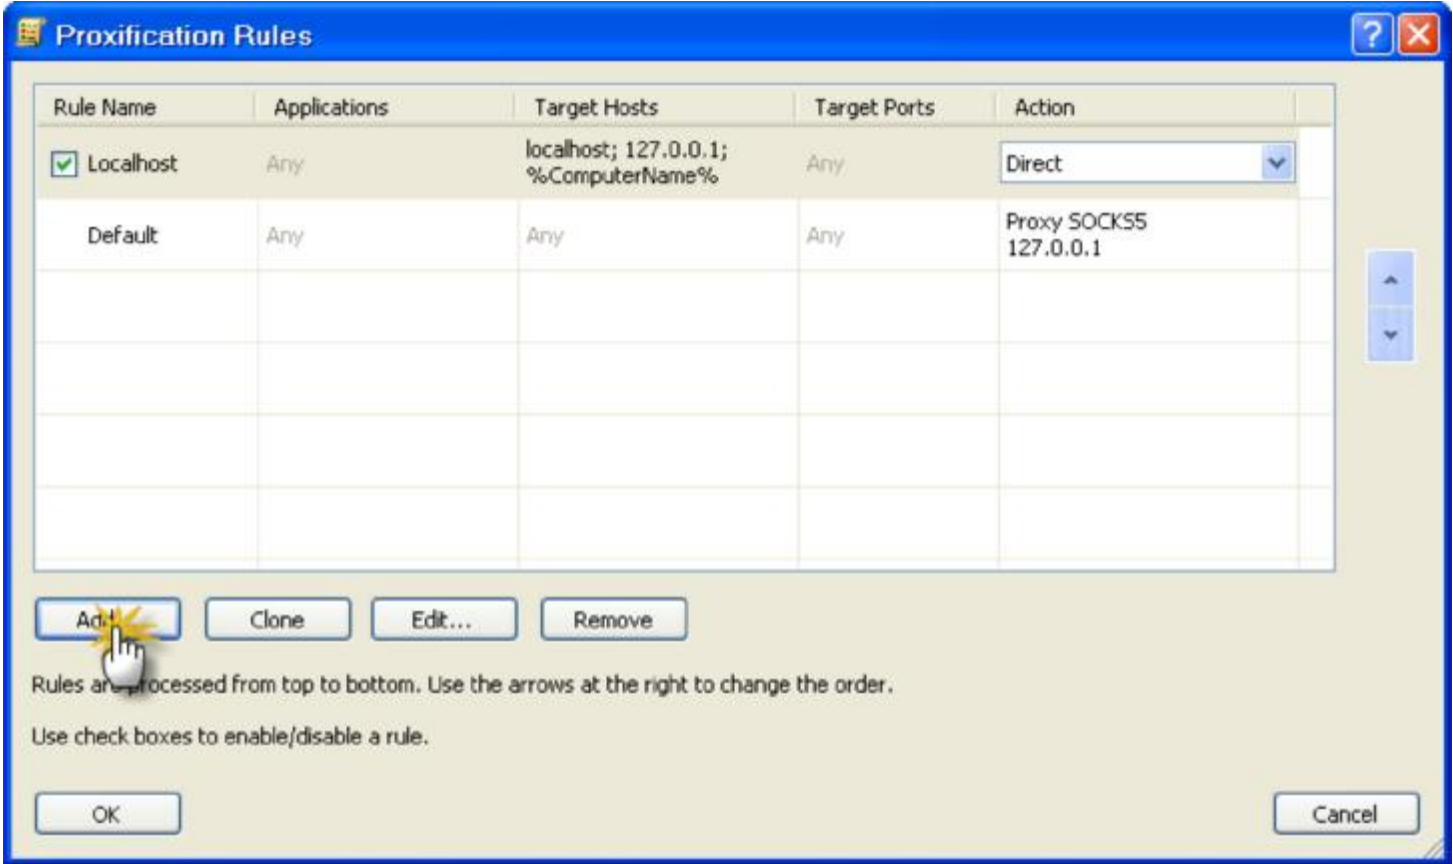 Proxification Rules
Rule Name Applications Target Hosts Target Ports Action
Localhost Any localhost; 127.0.0.1; %ComputerName% Any Direct
Default Any Any Any Proxy SOCKS5 127.0.0.1
Clone Edit... Remove
Rules are processed from top to bottom. Use the arrows at the right to change the order.
Use check boxes to enable/disable a rule.
OK Cancel